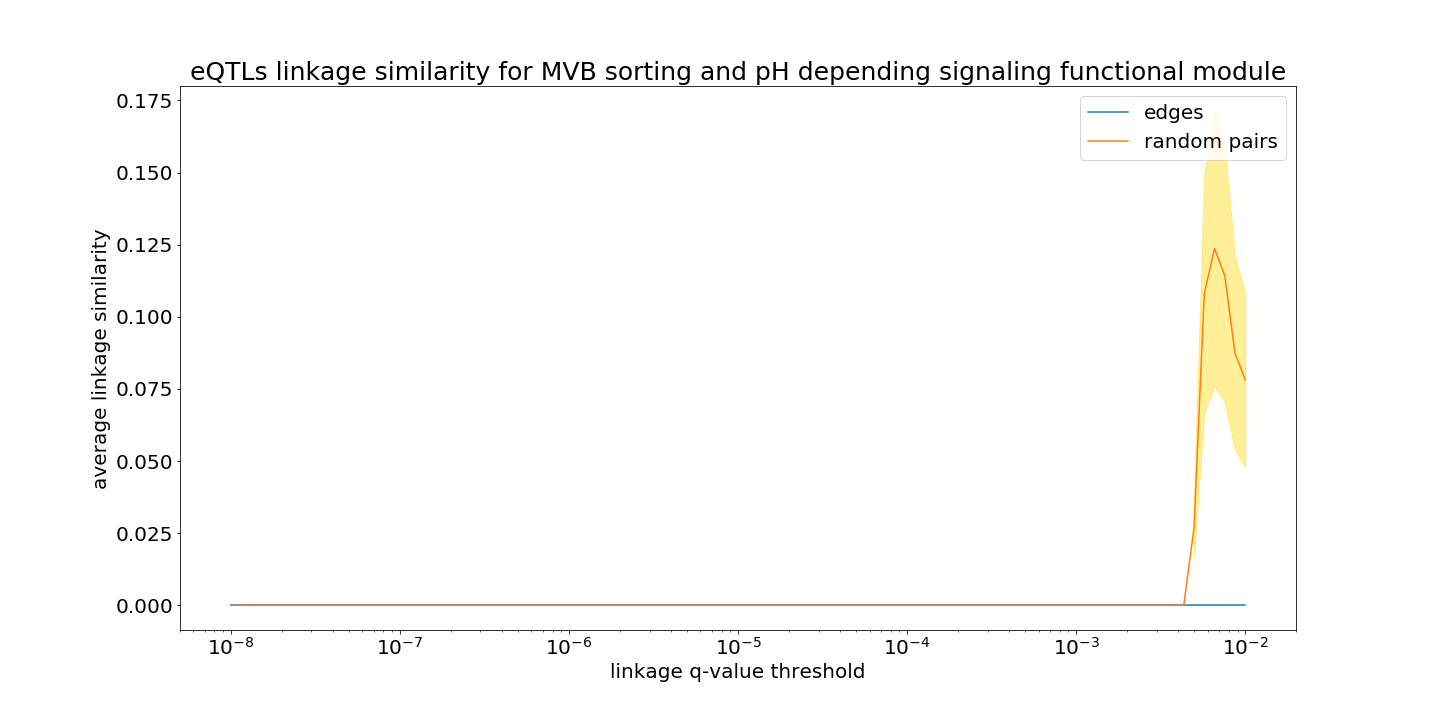 eQTLs linkage similarity for MVB sorting and pH depending signaling functional module
edges
random pairs
0.175
0.150
0.125
0.100
0.075
0.050
0.025
0.000
average linkage similarity
10⁻⁸ 10⁻⁷ 10⁻⁶ 10⁻⁵ 10⁻⁴ 10⁻³ 10⁻²
linkage q-value threshold